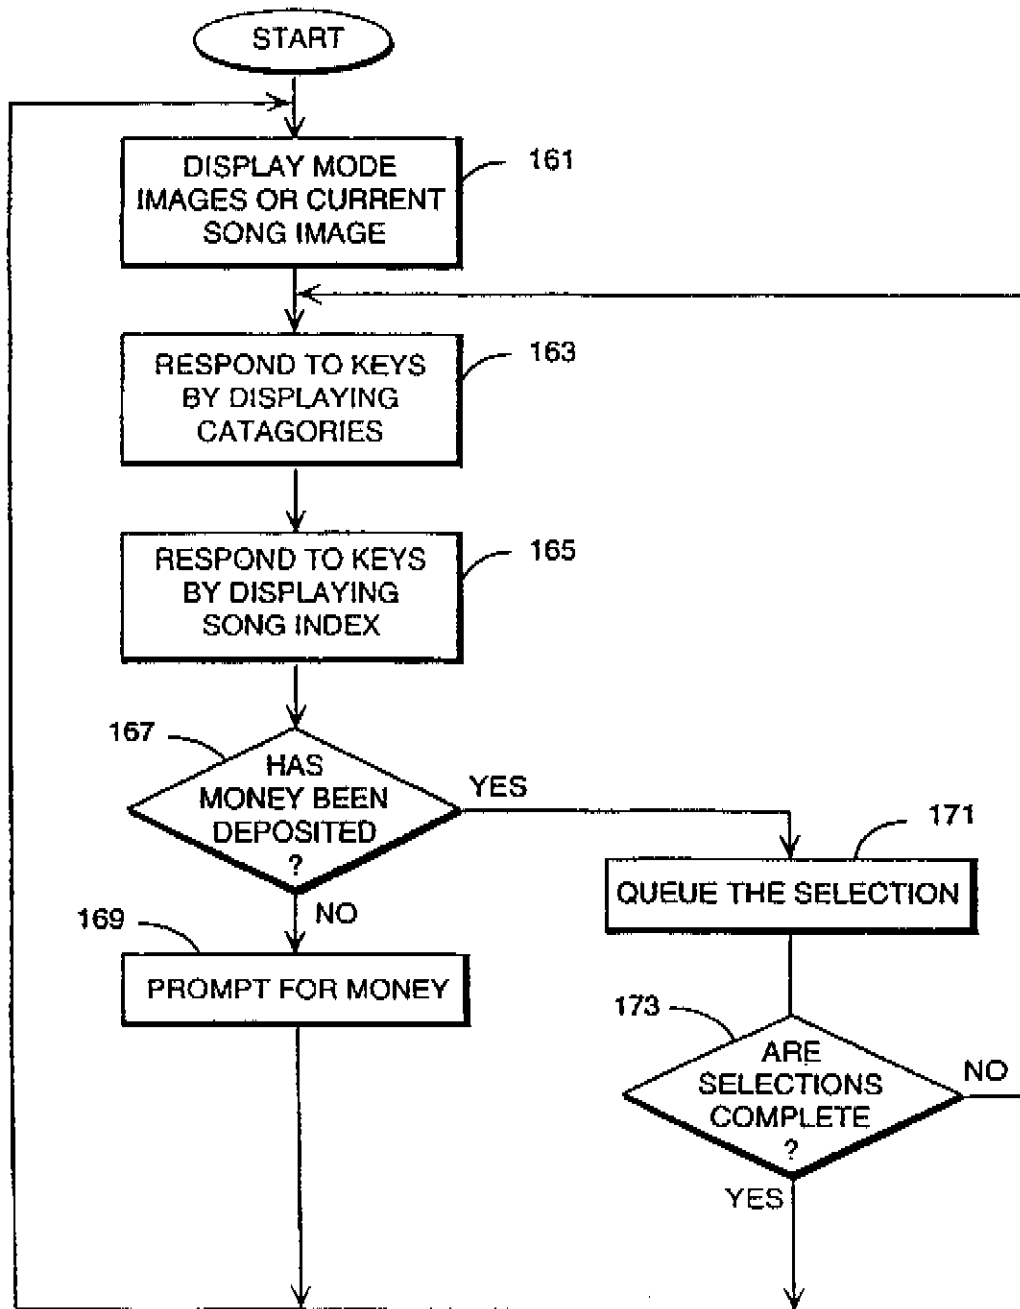 START
DISPLAY MODE
IMAGES OR CURRENT
SONG IMAGE
161
RESPOND TO KEYS
BY DISPLAYING
CATAGORIES
163
RESPOND TO KEYS
BY DISPLAYING
SONG INDEX
165
167
HAS
MONEY BEEN
DEPOSITED
?
YES
NO
169
PROMPT FOR MONEY
171
QUEUE THE SELECTION
173
ARE
SELECTIONS
COMPLETE
?
NO
YES